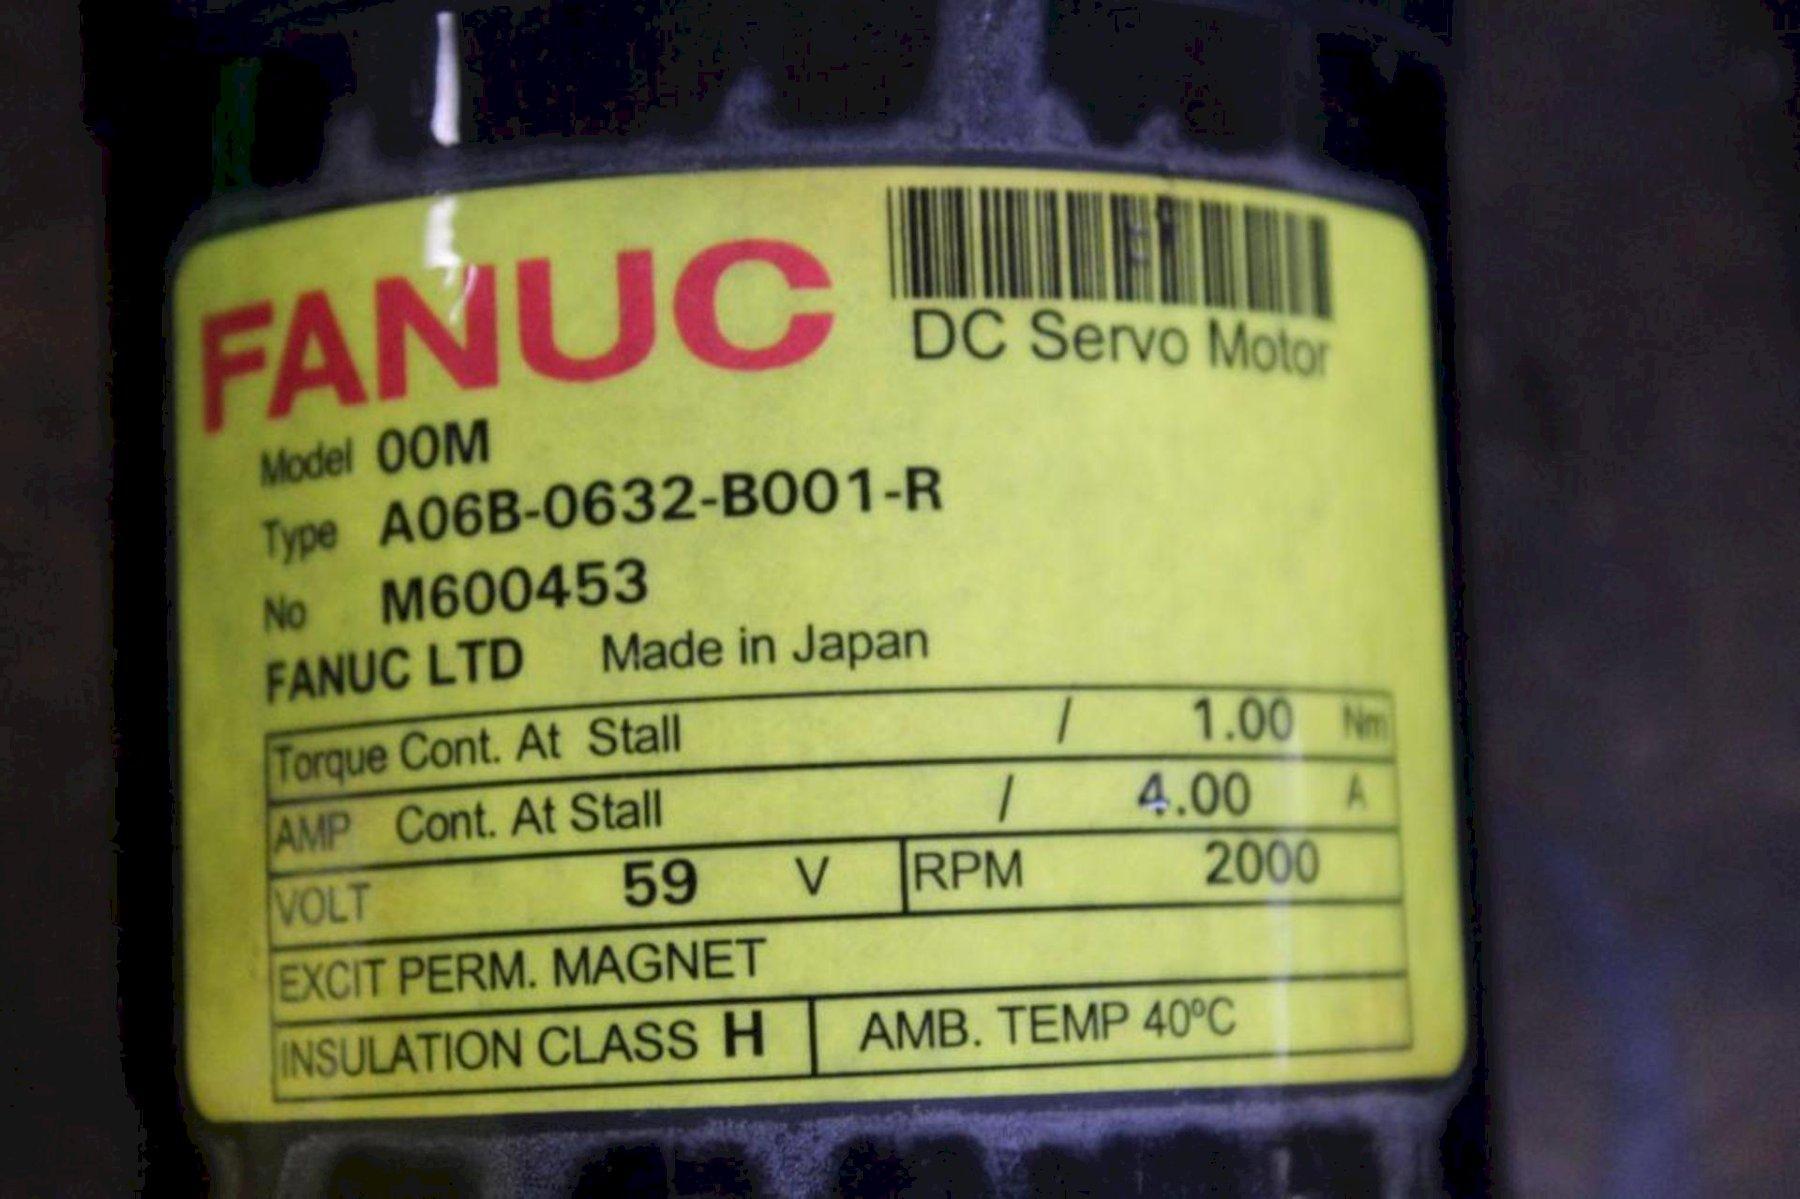 FANUC
DC Servo Motor
Model 00M
Type A06B-0632-B001-R
No M600453
FANUC LTD Made in Japan
Torque Cont. At Stall / 1.00 Nm
AMP Cont. At Stall / 4.00 A
VOLT 59 V RPM 2000
EXCIT PERM. MAGNET
INSULATION CLASS H AMB. TEMP 40ºC